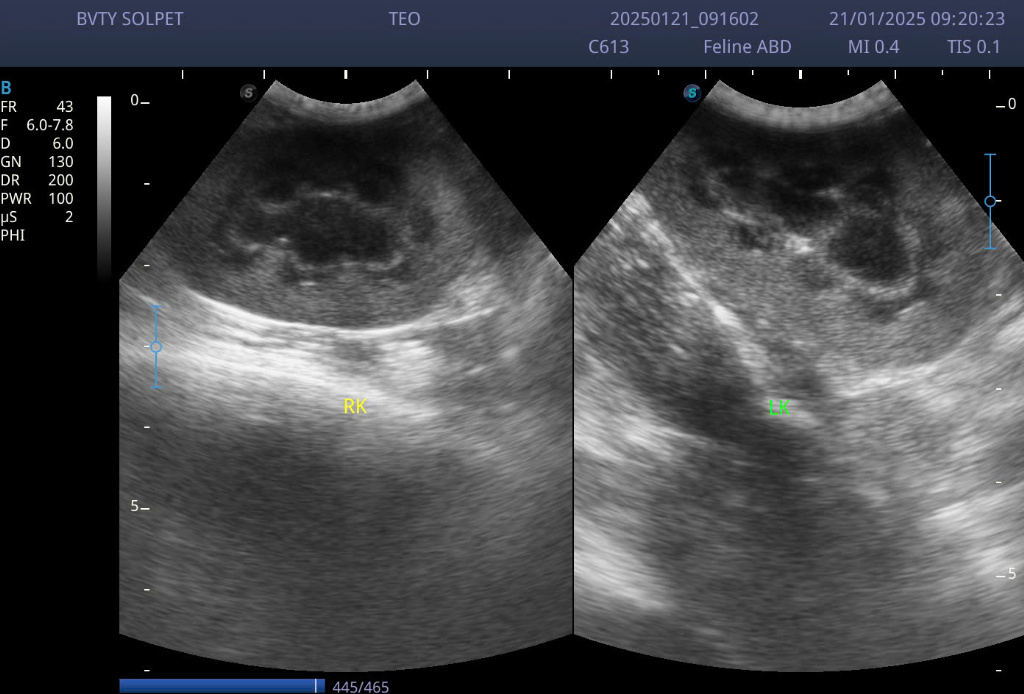 BVTY SOLPET TEO 20250121_091602 21/01/2025 09:20:23
C613 Feline ABD MI 0.4 TIS 0.1
B
FR 43
F 6.0-7.8
D 6.0
GN 130
DR 200
PWR 100
µS 2
PHI
0
5
S
RK
S
LK
0
5
445/465